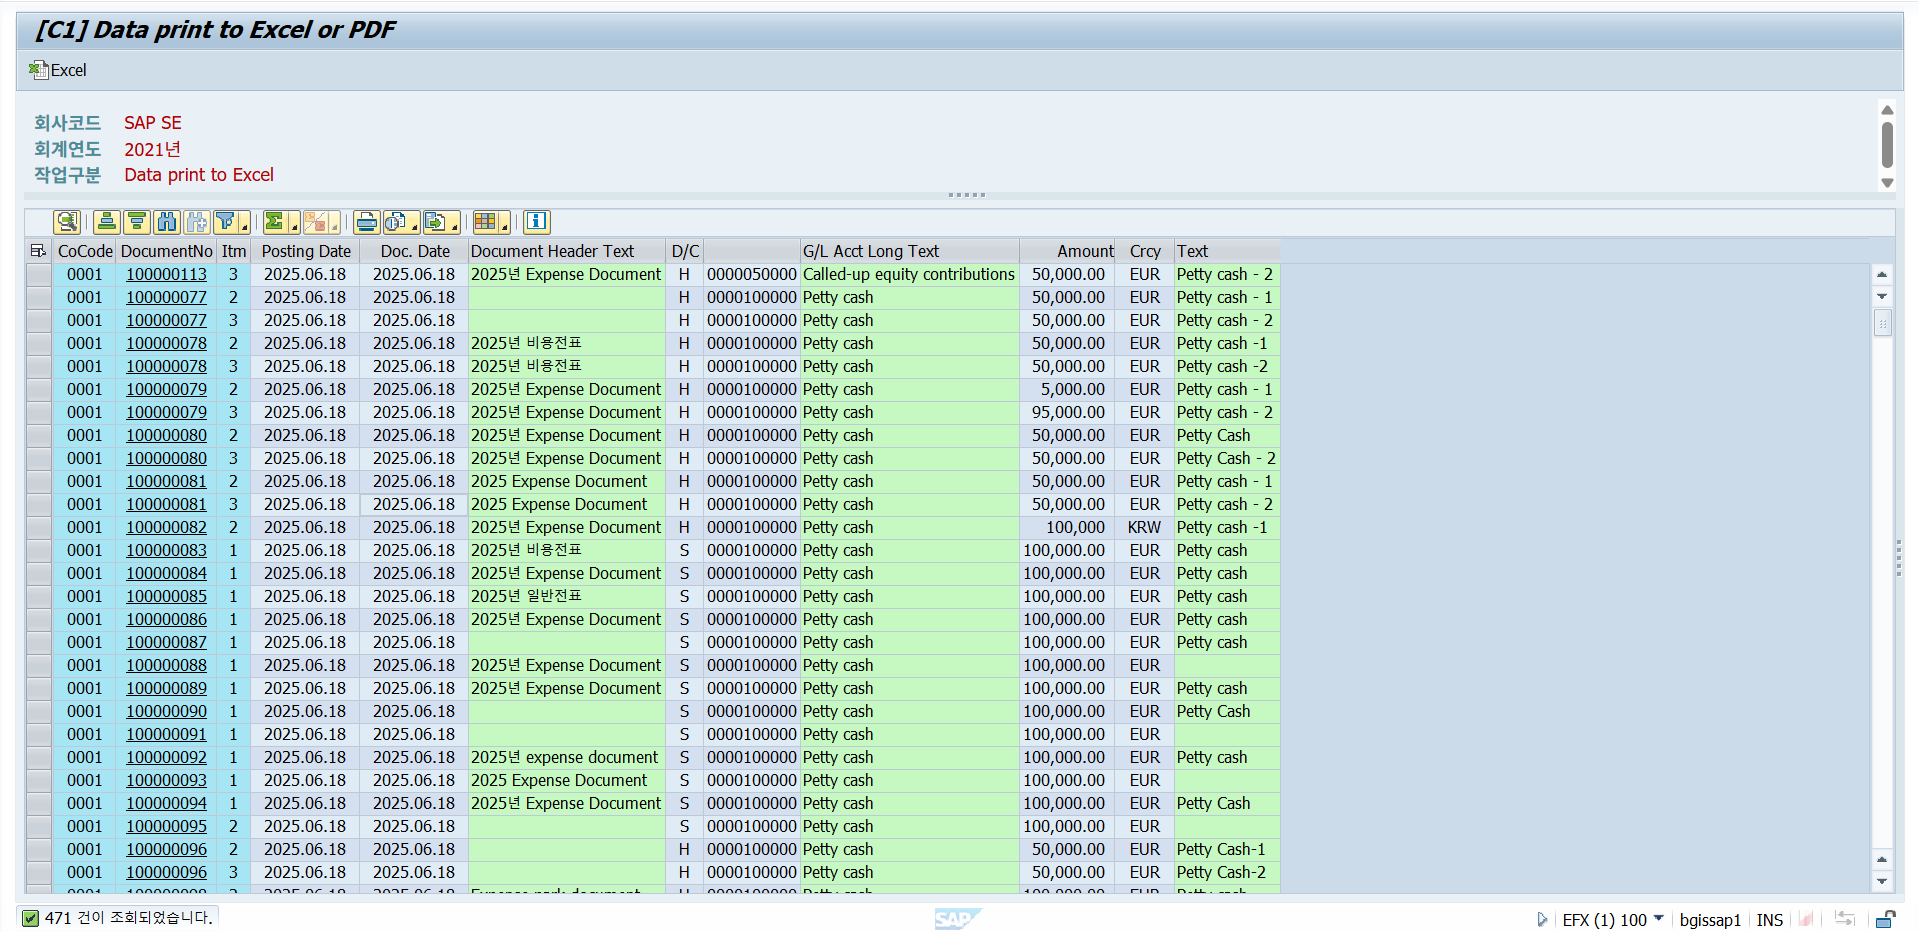 [C1] Data print to Excel or PDF
Excel
회사코드 SAP SE
회계연도 2021년
작업구분 Data print to Excel
CoCode DocumentNo Itm Posting Date Doc. Date Document Header Text D/C G/L Acct Long Text Amount Crcy Text
0001 100000113 3 2025.06.18 2025.06.18 2025년 Expense Document H 0000050000 Called-up equity contributions 50,000.00 EUR Petty cash - 2
0001 100000077 2 2025.06.18 2025.06.18 H 0000100000 Petty cash 50,000.00 EUR Petty cash - 1
0001 100000077 3 2025.06.18 2025.06.18 H 0000100000 Petty cash 50,000.00 EUR Petty cash - 2
0001 100000078 2 2025.06.18 2025.06.18 2025년 비용전표 H 0000100000 Petty cash 50,000.00 EUR Petty cash -1
0001 100000078 3 2025.06.18 2025.06.18 2025년 비용전표 H 0000100000 Petty cash 50,000.00 EUR Petty cash -2
0001 100000079 2 2025.06.18 2025.06.18 2025년 Expense Document H 0000100000 Petty cash 5,000.00 EUR Petty cash - 1
0001 100000079 3 2025.06.18 2025.06.18 2025년 Expense Document H 0000100000 Petty cash 95,000.00 EUR Petty cash - 2
0001 100000080 2 2025.06.18 2025.06.18 2025년 Expense Document H 0000100000 Petty cash 50,000.00 EUR Petty Cash
0001 100000080 3 2025.06.18 2025.06.18 2025년 Expense Document H 0000100000 Petty cash 50,000.00 EUR Petty Cash - 2
0001 100000081 2 2025.06.18 2025.06.18 2025 Expense Document H 0000100000 Petty cash 50,000.00 EUR Petty cash - 1
0001 100000081 3 2025.06.18 2025.06.18 2025 Expense Document H 0000100000 Petty cash 50,000.00 EUR Petty cash - 2
0001 100000082 2 2025.06.18 2025.06.18 2025년 Expense Document H 0000100000 Petty cash 100,000 KRW Petty cash -1
0001 100000083 1 2025.06.18 2025.06.18 2025년 비용전표 S 0000100000 Petty cash 100,000.00 EUR Petty cash
0001 100000084 1 2025.06.18 2025.06.18 2025년 Expense Document S 0000100000 Petty cash 100,000.00 EUR Petty cash
0001 100000085 1 2025.06.18 2025.06.18 2025년 일반전표 S 0000100000 Petty cash 100,000.00 EUR Petty cash
0001 100000086 1 2025.06.18 2025.06.18 2025년 Expense Document S 0000100000 Petty cash 100,000.00 EUR Petty cash
0001 100000087 1 2025.06.18 2025.06.18 S 0000100000 Petty cash 100,000.00 EUR Petty cash
0001 100000088 1 2025.06.18 2025.06.18 2025년 Expense Document S 0000100000 Petty cash 100,000.00 EUR
0001 100000089 1 2025.06.18 2025.06.18 2025년 Expense Document S 0000100000 Petty cash 100,000.00 EUR Petty cash
0001 100000090 1 2025.06.18 2025.06.18 S 0000100000 Petty cash 100,000.00 EUR Petty Cash
0001 100000091 1 2025.06.18 2025.06.18 S 0000100000 Petty cash 100,000.00 EUR
0001 100000092 1 2025.06.18 2025.06.18 2025년 expense document S 0000100000 Petty cash 100,000.00 EUR Petty cash
0001 100000093 1 2025.06.18 2025.06.18 2025 Expense Document S 0000100000 Petty cash 100,000.00 EUR
0001 100000094 1 2025.06.18 2025.06.18 2025년 Expense Document S 0000100000 Petty cash 100,000.00 EUR Petty Cash
0001 100000095 2 2025.06.18 2025.06.18 S 0000100000 Petty cash 100,000.00 EUR
0001 100000096 2 2025.06.18 2025.06.18 H 0000100000 Petty cash 50,000.00 EUR Petty Cash-1
0001 100000096 3 2025.06.18 2025.06.18 H 0000100000 Petty cash 50,000.00 EUR Petty Cash-2
471 건이 조회되었습니다. SAP EFX (1) 100 bgissap1 INS